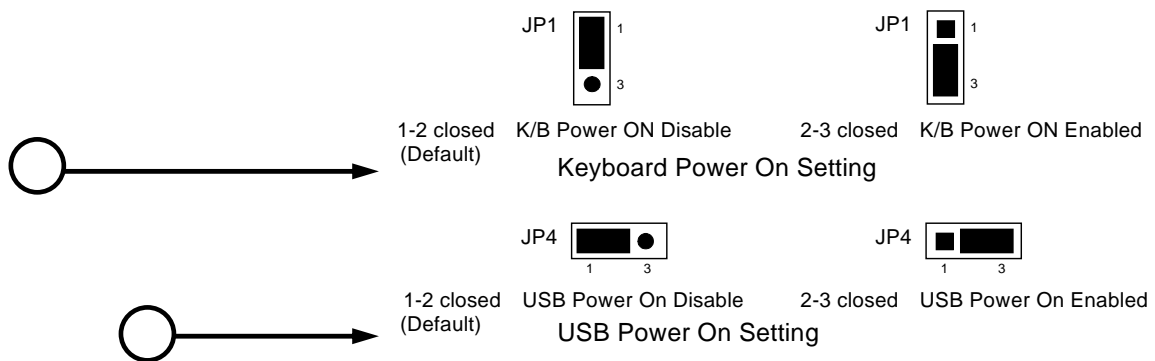 JP1 1 JP1 1
3 3
1-2 closed K/B Power ON Disable 2-3 closed K/B Power ON Enabled
(Default)
Keyboard Power On Setting
JP4 JP4
1 3 1 3
1-2 closed USB Power On Disable 2-3 closed USB Power On Enabled
(Default)
USB Power On Setting